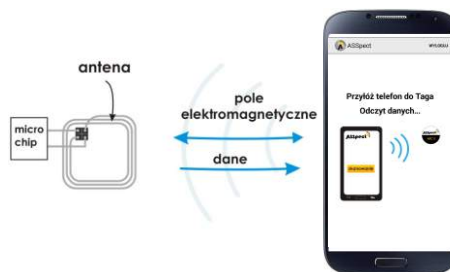 antena
micro
chip
pole
elektromagnetyczne
dane
ASSpect
WYLOGUJ
Przyłóż telefon do Taga
Odczyt danych...
ASSpect